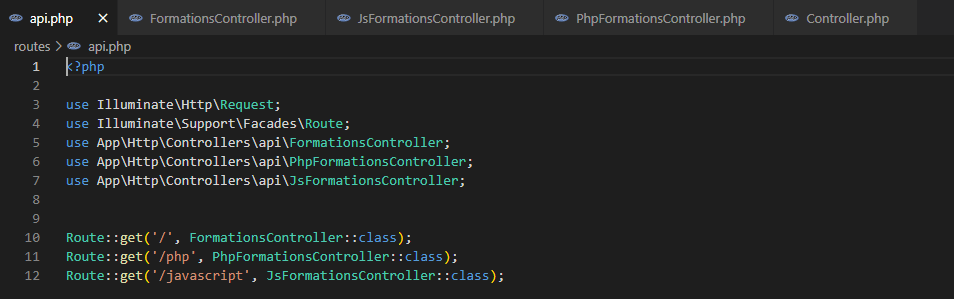 api.php × FormationsController.php JsFormationsController.php PhpFormationsController.php Controller.php
routes > api.php
1 <?php
2
3 use Illuminate\Http\Request;
4 use Illuminate\Support\Facades\Route;
5 use App\Http\Controllers\api\FormationsController;
6 use App\Http\Controllers\api\PhpFormationsController;
7 use App\Http\Controllers\api\JsFormationsController;
8
9
10 Route::get('/', FormationsController::class);
11 Route::get('/php', PhpFormationsController::class);
12 Route::get('/javascript', JsFormationsController::class);